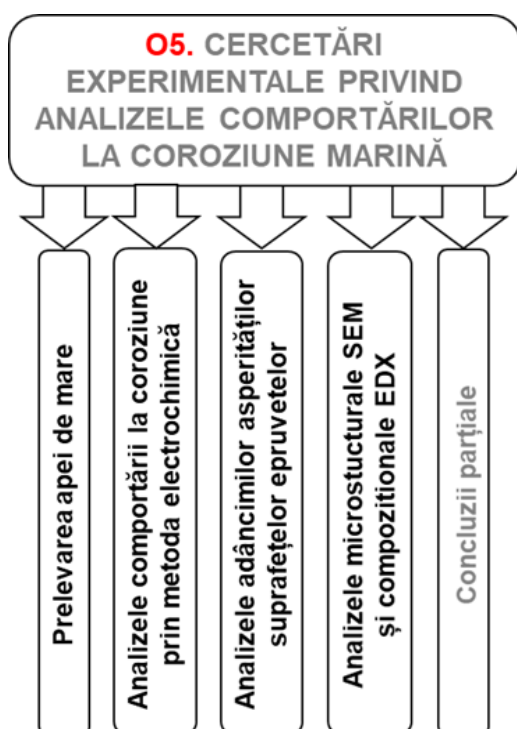 O5. CERCETĂRI
EXPERIMENTALE PRIVIND
ANALIZELE COMPORTĂRILOR
LA COROZIUNE MARINĂ
Prelevarea apei de mare
Analizele comportării la coroziune
prin metoda electrochimică
Analizele adâncimilor asperităților
suprafețelor epruvetelor
Analizele microstucturale SEM
și compozitionale EDX
Concluzii parțiale